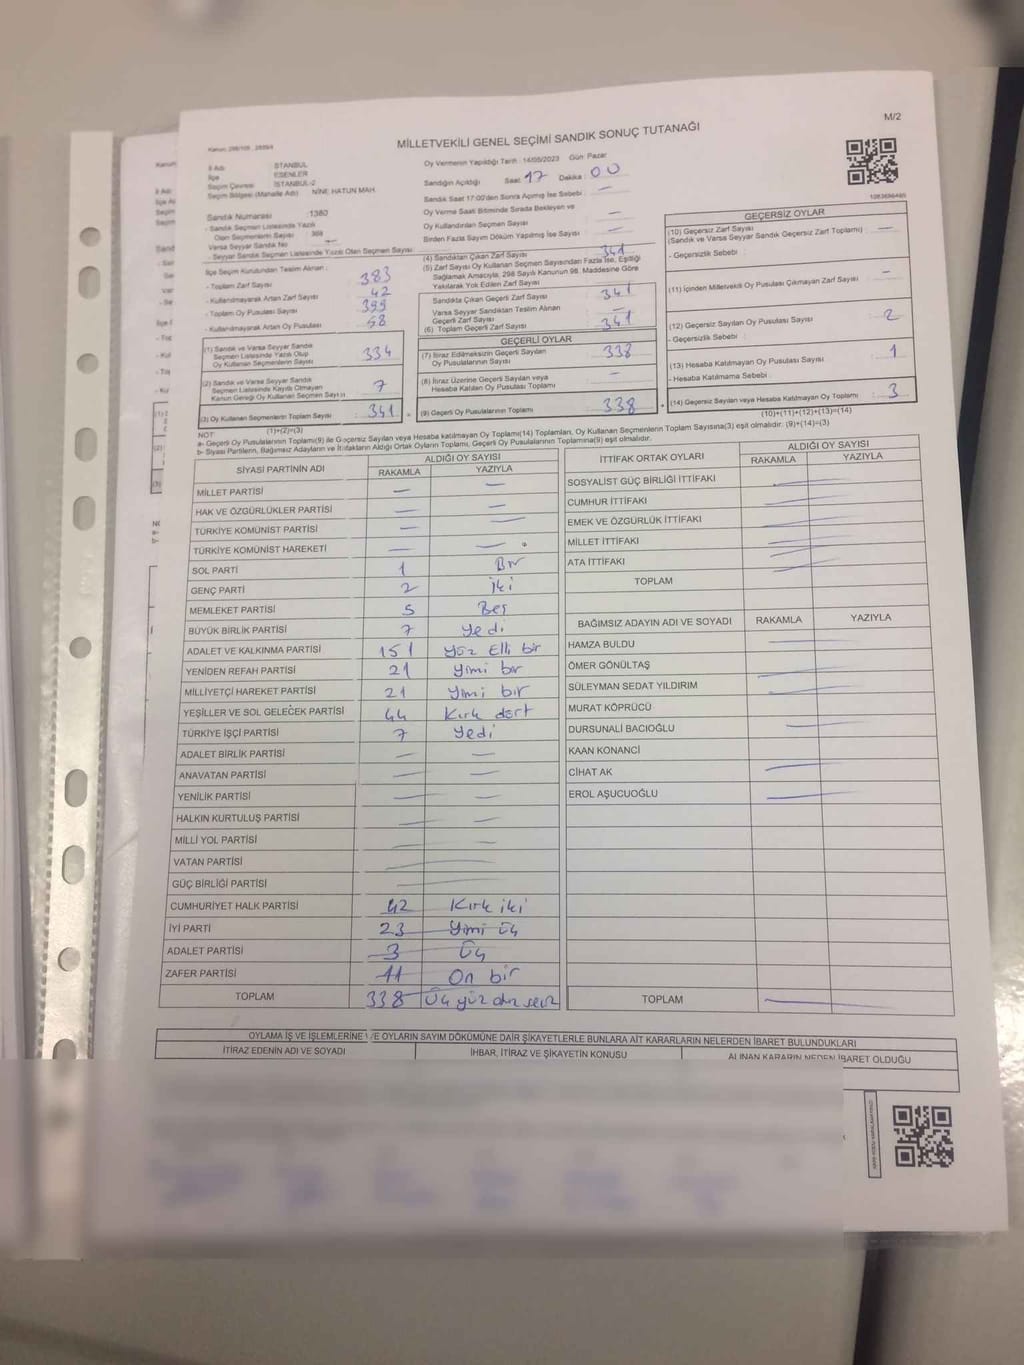 M/2
MİLLETVEKİLİ GENEL SEÇİMİ SANDIK SONUÇ TUTANAĞI
İl Adı : İSTANBUL
İlçe : ESENLER
Seçim Çevresi : İSTANBUL-2
Seçim Bölgesi (Mahalle Adı) : NİNE HATUN MAH.
Sandık Numarası : 1380
- Sandık Seçmen Listesinde Yazılı
Olan Seçmenlerin Sayısı : 368
Varsa Seyyar Sandık No
- Seyyar Sandık Seçmen Listesinde Yazılı Olan Seçmen Sayısı :
Oy Vermenin Yapıldığı Tarih : 14/05/2023 Gün: Pazar
Sandığın Açıldığı Saat: 17 Dakika: 00
Sandık Saat 17:00'den Sonra Açılmış İse Sebebi : —
Oy Verme Saati Bitiminde Sırada Bekleyen ve
Oy Kullandırılan Seçmen Sayısı : —
Birden Fazla Sayım Döküm Yapılmış İse Sayısı : —
İlçe Seçim Kurulundan Teslim Alınan :
- Toplam Zarf Sayısı : 383
- Kullanılmayarak Artan Zarf Sayısı : 42
- Toplam Oy Pusulası Sayısı : 399
- Kullanılmayarak Artan Oy Pusulası : 58
(1) Sandık ve Varsa Seyyar Sandık
Seçmen Listesinde Yazılı Olup
Oy Kullanan Seçmenlerin Sayısı : 334
(2) Sandık ve Varsa Seyyar Sandık
Seçmen Listesinde Kayıtlı Olmayan
Kanun Gereği Oy Kullanan Seçmen Sayısı : 7
(3) Oy Kullanan Seçmenlerin Toplam Sayısı : 341
(1)+(2)=(3)
(4) Sandıktan Çıkan Zarf Sayısı : 341
(5) Zarf Sayısı Oy Kullanan Seçmen Sayısından Fazla İse, Eşitliği
Sağlamak Amacıyla, 298 Sayılı Kanunun 98. Maddesine Göre
Yakılarak Yok Edilen Zarf Sayısı :
Sandıkta Çıkan Geçerli Zarf Sayısı : 341
Varsa Seyyar Sandıktan Teslim Alınan
Geçerli Zarf Sayısı : —
(6) Toplam Geçerli Zarf Sayısı : 341
GEÇERLİ OYLAR
(7) İtiraz Edilmeksizin Geçerli Sayılan
Oy Pusulalarının Sayısı : 338
(8) İtiraz Üzerine Geçerli Sayılan veya
Hesaba Katılan Oy Pusulası Toplamı : —
(9) Geçerli Oy Pusulalarının Toplamı : 338
1083686485
GEÇERSİZ OYLAR
(10) Geçersiz Zarf Sayısı : —
(Sandık ve Varsa Seyyar Sandık Geçersiz Zarf Toplamı)
- Geçersizlik Sebebi :
(11) İçinden Milletvekili Oy Pusulası Çıkmayan Zarf Sayısı : —
(12) Geçersiz Sayılan Oy Pusulası Sayısı : 2
- Geçersizlik Sebebi :
(13) Hesaba Katılmayan Oy Pusulası Sayısı : 1
- Hesaba Katılmama Sebebi :
(14) Geçersiz Sayılan veya Hesaba Katılmayan Oy Toplamı : 3
(10)+(11)+(12)+(13)=(14)
NOT
a- Geçerli Oy Pusulalarının Toplamı(9) ile Geçersiz Sayılan veya Hesaba katılmayan Oy Toplamı(14) Toplamları, Oy Kullanan Seçmenlerin Toplam Sayısına(3) eşit olmalıdır. (9)+(14)=(3)
b- Siyasi Partilerin, Bağımsız Adayların ve İttifakların Aldığı Ortak Oyların Toplamı, Geçerli Oy Pusulalarının Toplamına(9) eşit olmalıdır.
SİYASİ PARTİNİN ADI ALDIĞI OY SAYISI RAKAMLA YAZIYLA
MİLLET PARTİSİ — —
HAK VE ÖZGÜRLÜKLER PARTİSİ — —
TÜRKİYE KOMÜNİST PARTİSİ — —
TÜRKİYE KOMÜNİST HAREKETİ — —
SOL PARTİ 1 Bir
GENÇ PARTİ 2 iki
MEMLEKET PARTİSİ 5 Beş
BÜYÜK BİRLİK PARTİSİ 7 Yedi
ADALET VE KALKINMA PARTİSİ 151 Yüz Elli bir
YENİDEN REFAH PARTİSİ 21 Yimi bir
MİLLİYETÇİ HAREKET PARTİSİ 21 Yimi bir
YEŞİLLER VE SOL GELECEK PARTİSİ 44 Kırk dört
TÜRKİYE İŞÇİ PARTİSİ 7 Yedi
ADALET BİRLİK PARTİSİ — —
ANAVATAN PARTİSİ — —
YENİLİK PARTİSİ — —
HALKIN KURTULUŞ PARTİSİ — —
MİLLİ YOL PARTİSİ — —
VATAN PARTİSİ —
GÜÇ BİRLİĞİ PARTİSİ —
CUMHURİYET HALK PARTİSİ 42 Kırk iki
İYİ PARTİ 23 Yimi üç
ADALET PARTİSİ 3 Üç
ZAFER PARTİSİ 11 On bir
TOPLAM 338 Üç yüz otuz sekiz
İTTİFAK ORTAK OYLARI ALDIĞI OY SAYISI RAKAMLA YAZIYLA
SOSYALİST GÜÇ BİRLİĞİ İTTİFAKI —
CUMHUR İTTİFAKI —
EMEK VE ÖZGÜRLÜK İTTİFAKI —
MİLLET İTTİFAKI —
ATA İTTİFAKI —
TOPLAM
BAĞIMSIZ ADAYIN ADI VE SOYADI RAKAMLA YAZIYLA
HAMZA BULDU —
ÖMER GÖNÜLTAŞ —
SÜLEYMAN SEDAT YILDIRIM —
MURAT KÖPRÜCÜ
DURSUNALİ BACIOĞLU —
KAAN KONANCİ
CİHAT AK —
EROL AŞUCUOĞLU —
TOPLAM —
OYLAMA İŞ VE İŞLEMLERİNE VE OYLARIN SAYIM DÖKÜMÜNE DAİR ŞİKAYETLERLE BUNLARA AİT KARARLARIN NELERDEN İBARET BULUNDUKLARI
İTİRAZ EDENİN ADI VE SOYADI İHBAR, İTİRAZ VE ŞİKAYETİN KONUSU ALINAN KARARIN NEDEN İBARET OLDUĞU